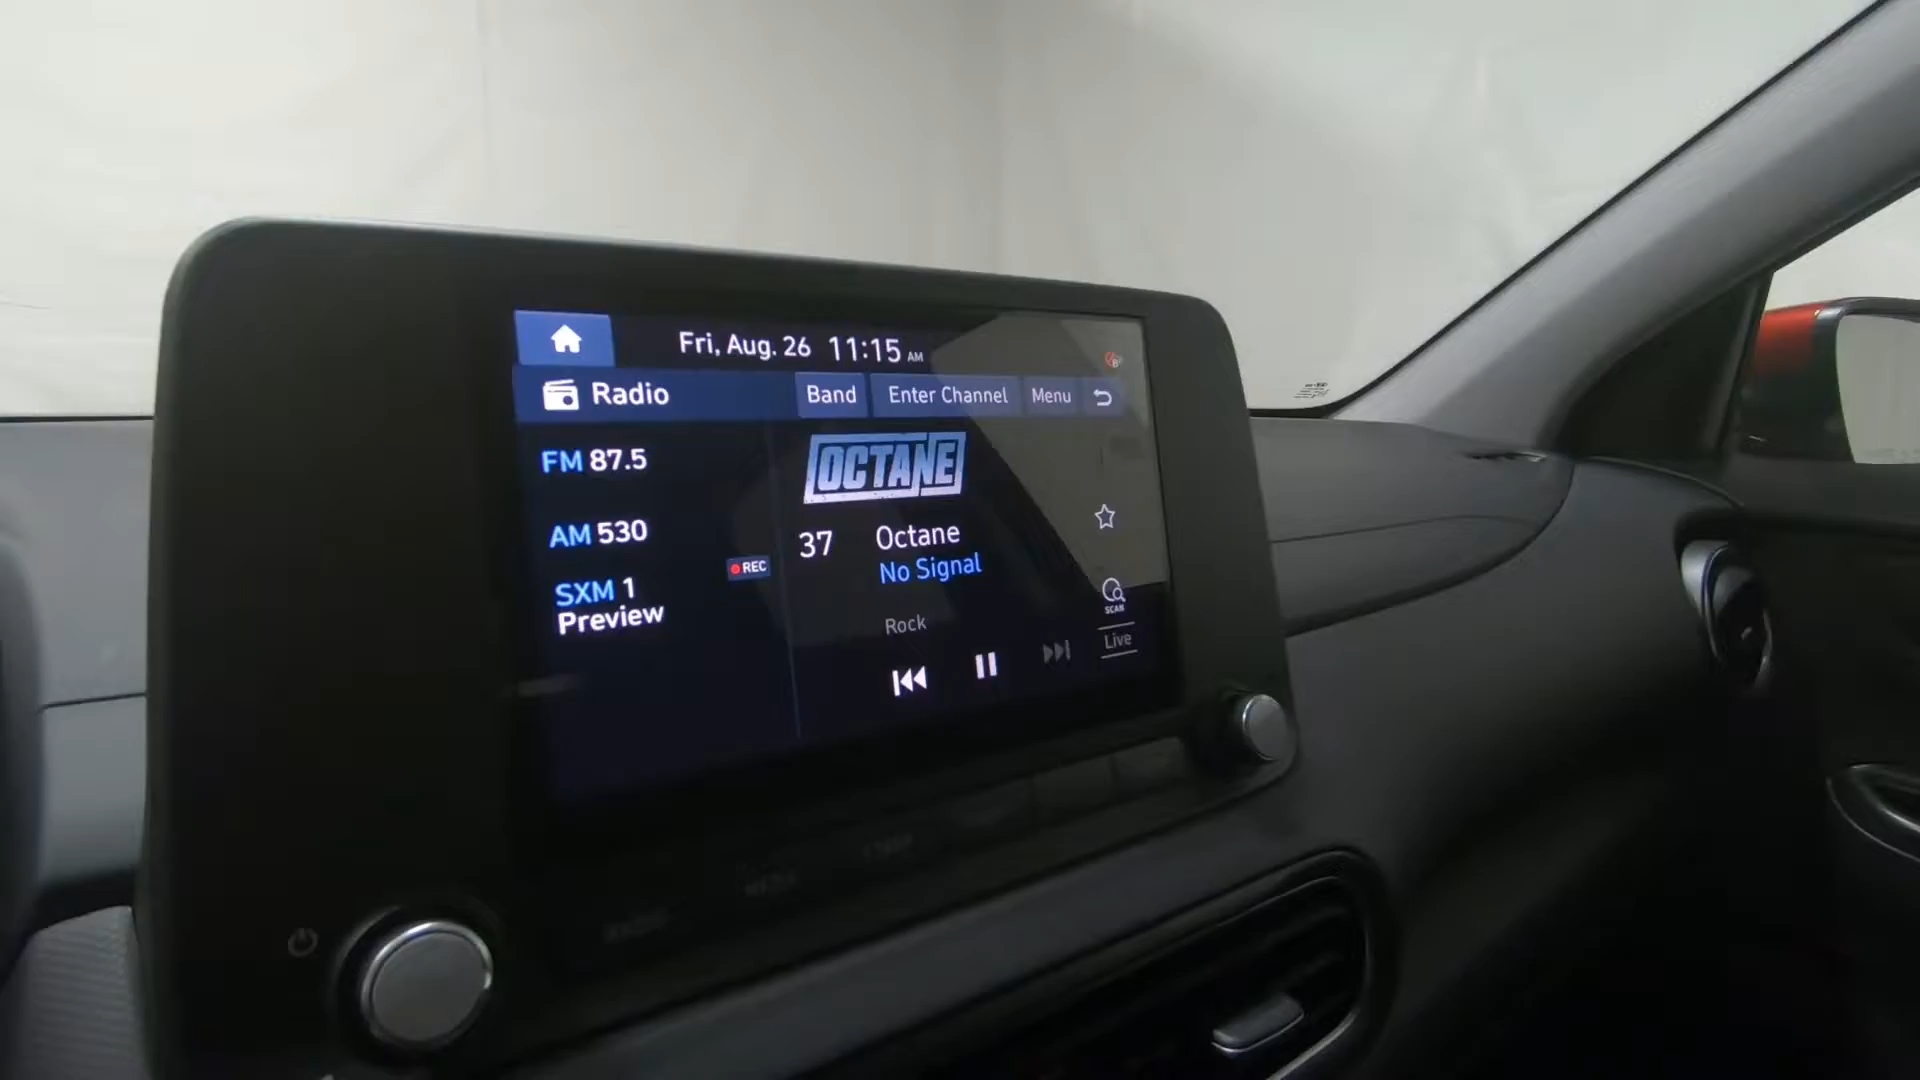 Fri, Aug. 26 11:15 AM
Radio Band Enter Channel Menu
FM 87.5
OCTANE
AM 530
37 Octane
No Signal
REC
SXM 1
Preview
SCAN
Rock
Live